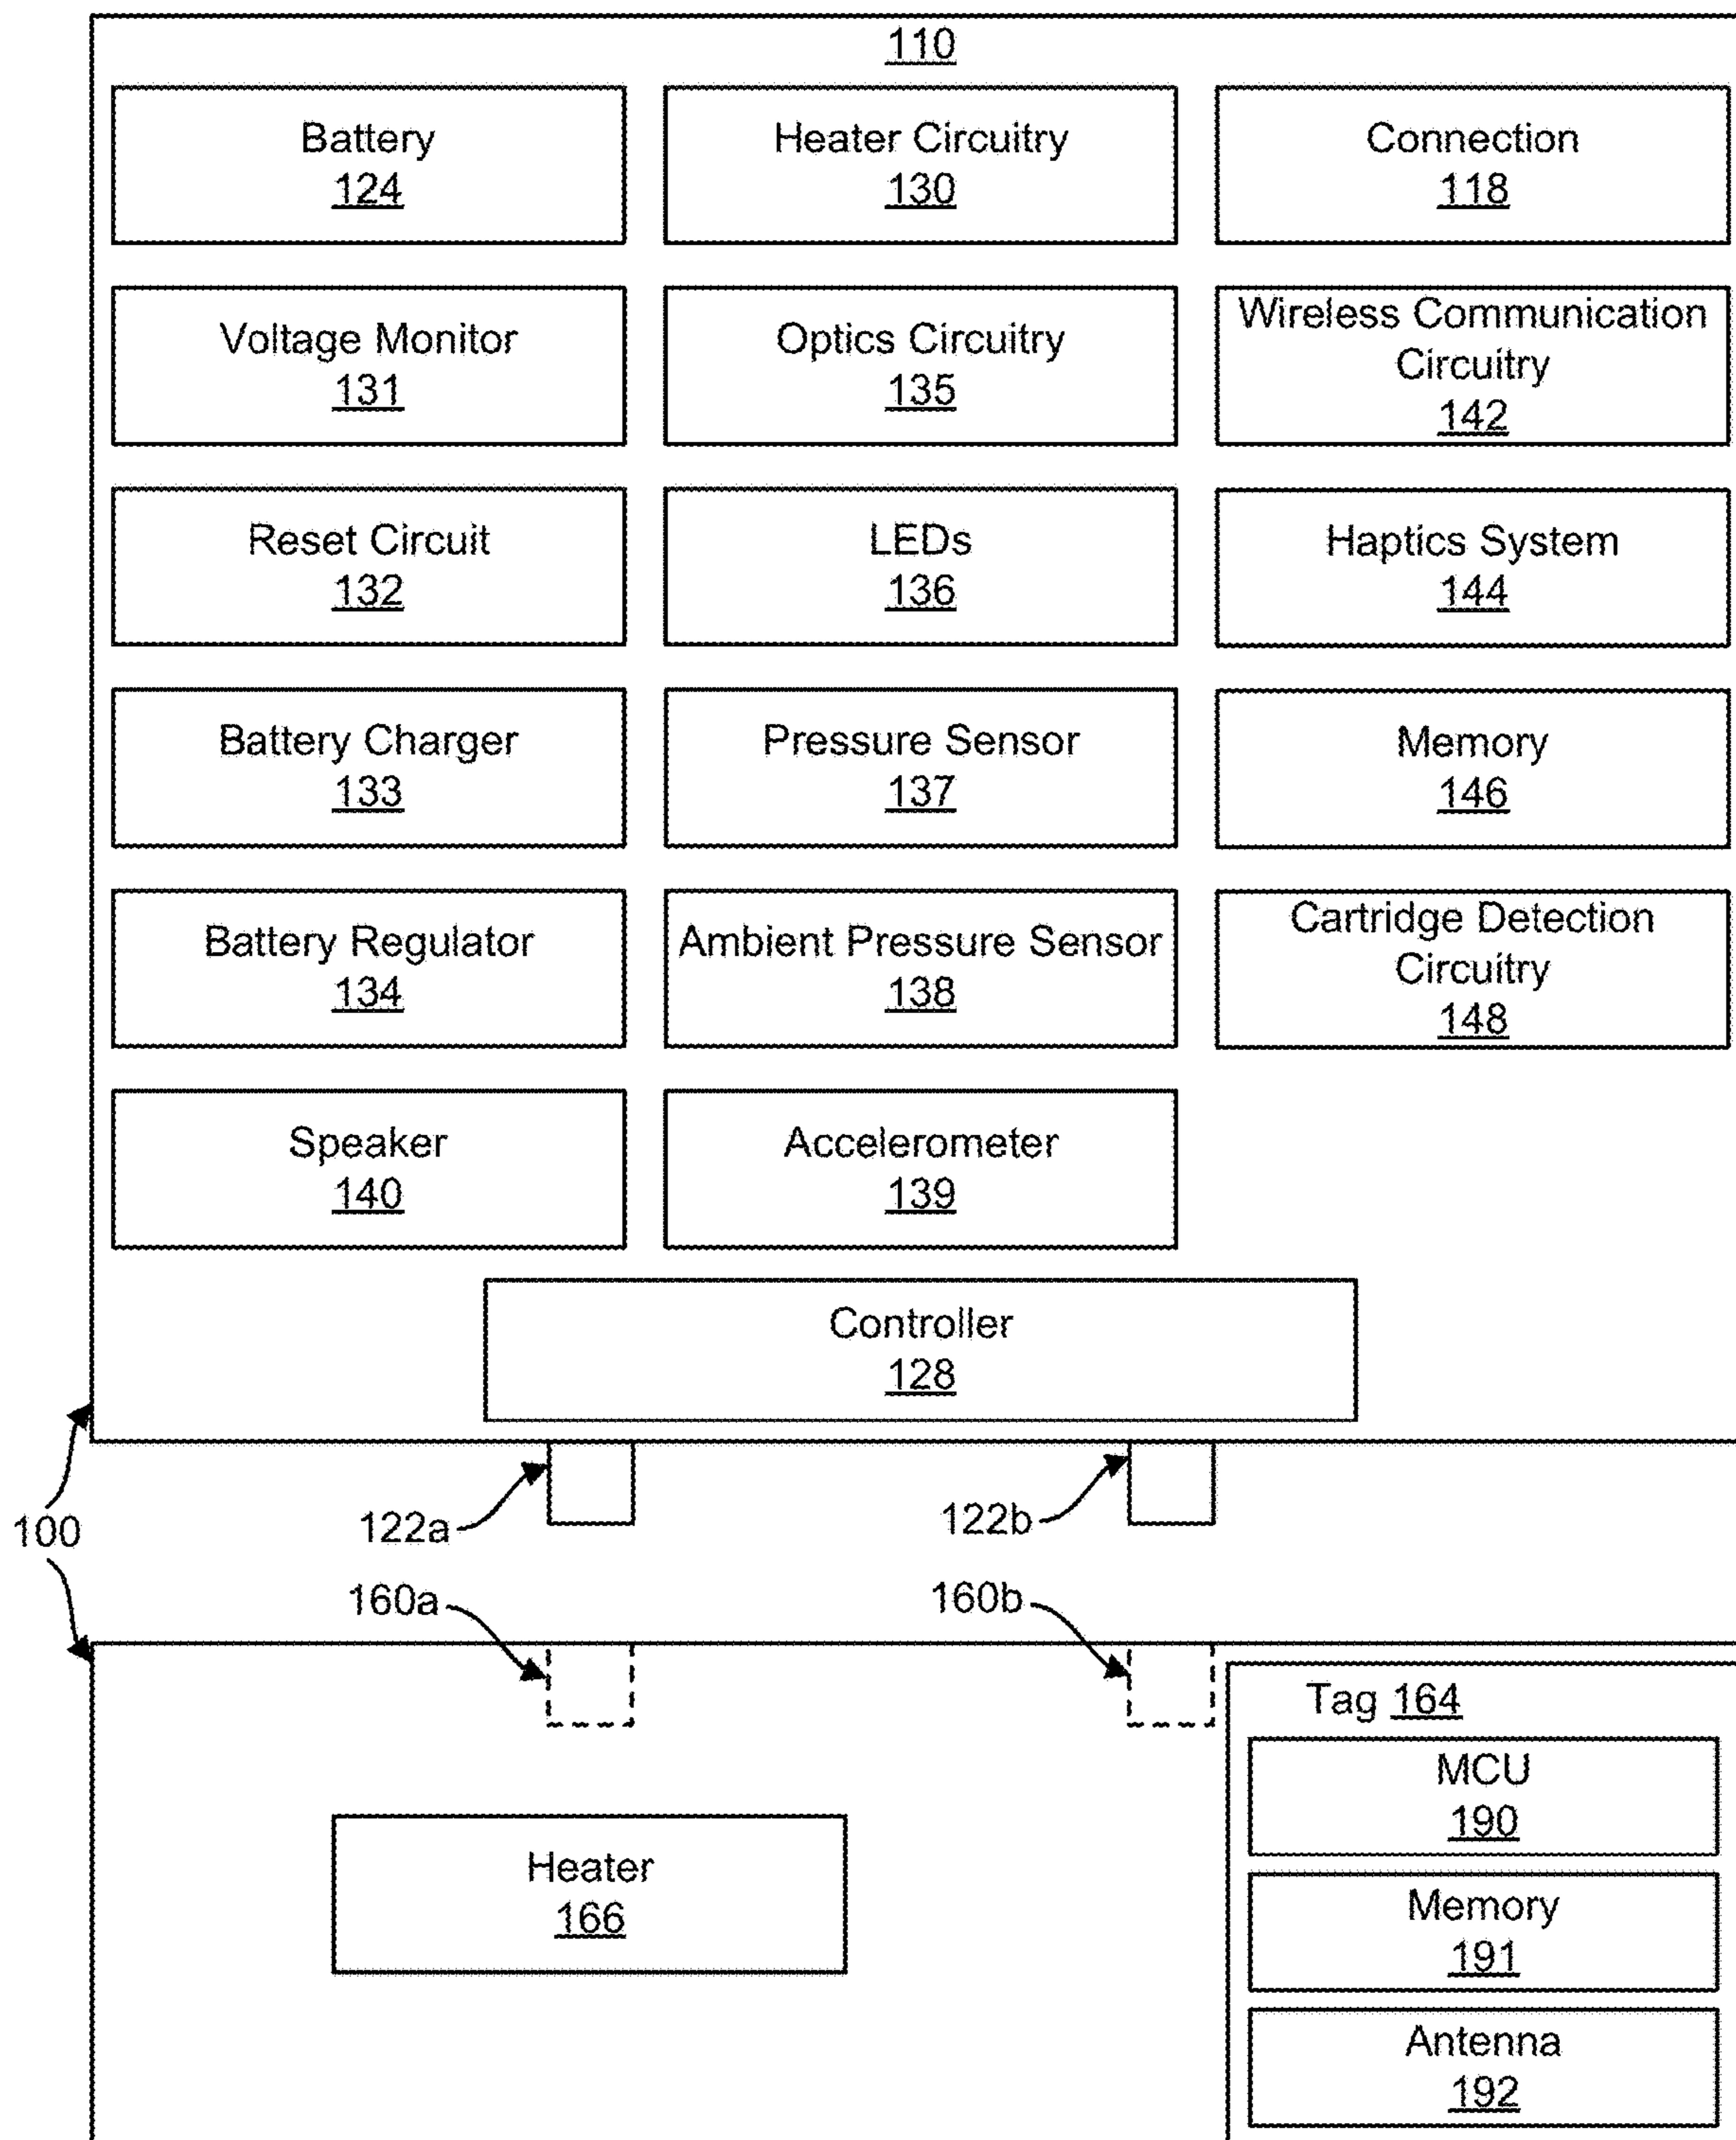 110
Battery
124
Heater Circuitry
130
Connection
118
Voltage Monitor
131
Optics Circuitry
135
Wireless Communication
Circuitry
142
Reset Circuit
132
LEDs
136
Haptics System
144
Battery Charger
133
Pressure Sensor
137
Memory
146
Battery Regulator
134
Ambient Pressure Sensor
138
Cartridge Detection
Circuitry
148
Speaker
140
Accelerometer
139
Controller
128
100
122a
122b
160a
160b
Tag 164
MCU
190
Heater
166
Memory
191
Antenna
192